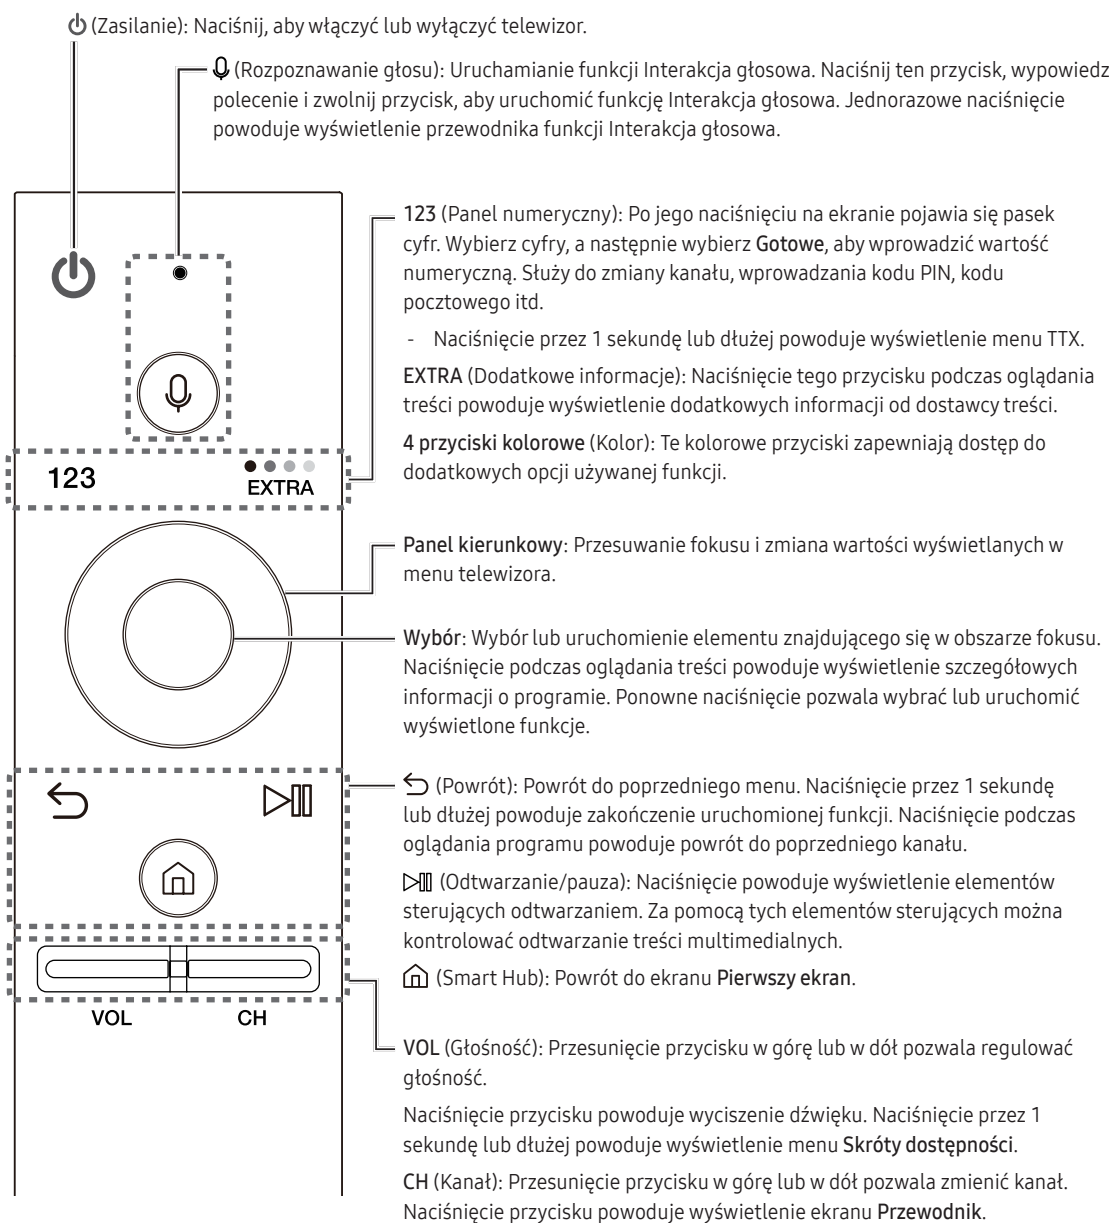 (Zasilanie): Naciśnij, aby włączyć lub wyłączyć telewizor.
(Rozpoznawanie głosu): Uruchamianie funkcji Interakcja głosowa. Naciśnij ten przycisk, wypowiedz
polecenie i zwolnij przycisk, aby uruchomić funkcję Interakcja głosowa. Jednorazowe naciśnięcie
powoduje wyświetlenie przewodnika funkcji Interakcja głosowa.
123 (Panel numeryczny): Po jego naciśnięciu na ekranie pojawia się pasek
cyfr. Wybierz cyfry, a następnie wybierz Gotowe, aby wprowadzić wartość
numeryczną. Służy do zmiany kanału, wprowadzania kodu PIN, kodu
pocztowego itd.
- Naciśnięcie przez 1 sekundę lub dłużej powoduje wyświetlenie menu TTX.
EXTRA (Dodatkowe informacje): Naciśnięcie tego przycisku podczas oglądania
treści powoduje wyświetlenie dodatkowych informacji od dostawcy treści.
4 przyciski kolorowe (Kolor): Te kolorowe przyciski zapewniają dostęp do
dodatkowych opcji używanej funkcji.
123
EXTRA
Panel kierunkowy: Przesuwanie fokusu i zmiana wartości wyświetlanych w
menu telewizora.
Wybór: Wybór lub uruchomienie elementu znajdującego się w obszarze fokusu.
Naciśnięcie podczas oglądania treści powoduje wyświetlenie szczegółowych
informacji o programie. Ponowne naciśnięcie pozwala wybrać lub uruchomić
wyświetlone funkcje.
(Powrót): Powrót do poprzedniego menu. Naciśnięcie przez 1 sekundę
lub dłużej powoduje zakończenie uruchomionej funkcji. Naciśnięcie podczas
oglądania programu powoduje powrót do poprzedniego kanału.
(Odtwarzanie/pauza): Naciśnięcie powoduje wyświetlenie elementów
sterujących odtwarzaniem. Za pomocą tych elementów sterujących można
kontrolować odtwarzanie treści multimedialnych.
(Smart Hub): Powrót do ekranu Pierwszy ekran.
VOL
CH
VOL (Głośność): Przesunięcie przycisku w górę lub w dół pozwala regulować
głośność.
Naciśnięcie przycisku powoduje wyciszenie dźwięku. Naciśnięcie przez 1
sekundę lub dłużej powoduje wyświetlenie menu Skróty dostępności.
CH (Kanał): Przesunięcie przycisku w górę lub w dół pozwala zmienić kanał.
Naciśnięcie przycisku powoduje wyświetlenie ekranu Przewodnik.